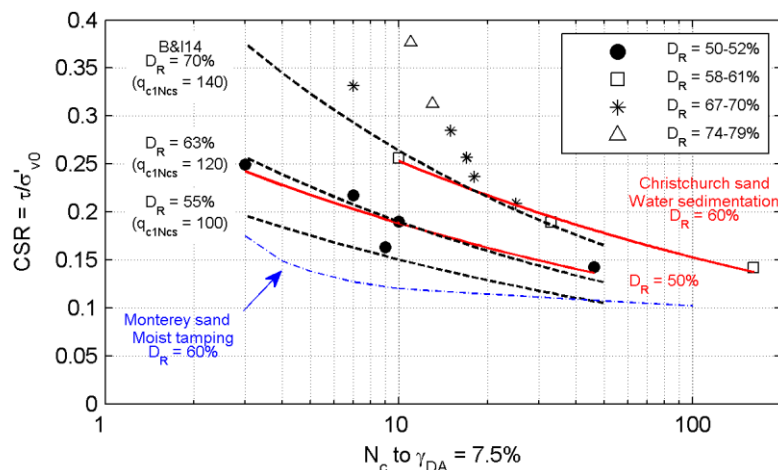 0.4
0.35
0.3
0.25
0.2
0.15
0.1
0.05
0
CSR = τ/σ'v0
B&I14
DR = 70%
(qc1Ncs = 140)
DR = 63%
(qc1Ncs = 120)
DR = 55%
(qc1Ncs = 100)
Monterey sand
Moist tamping
DR = 60%
DR = 50-52%
DR = 58-61%
DR = 67-70%
DR = 74-79%
Christchurch sand
Water sedimentation
DR = 60%
DR = 50%
1
10
100
Nc to γDA = 7.5%